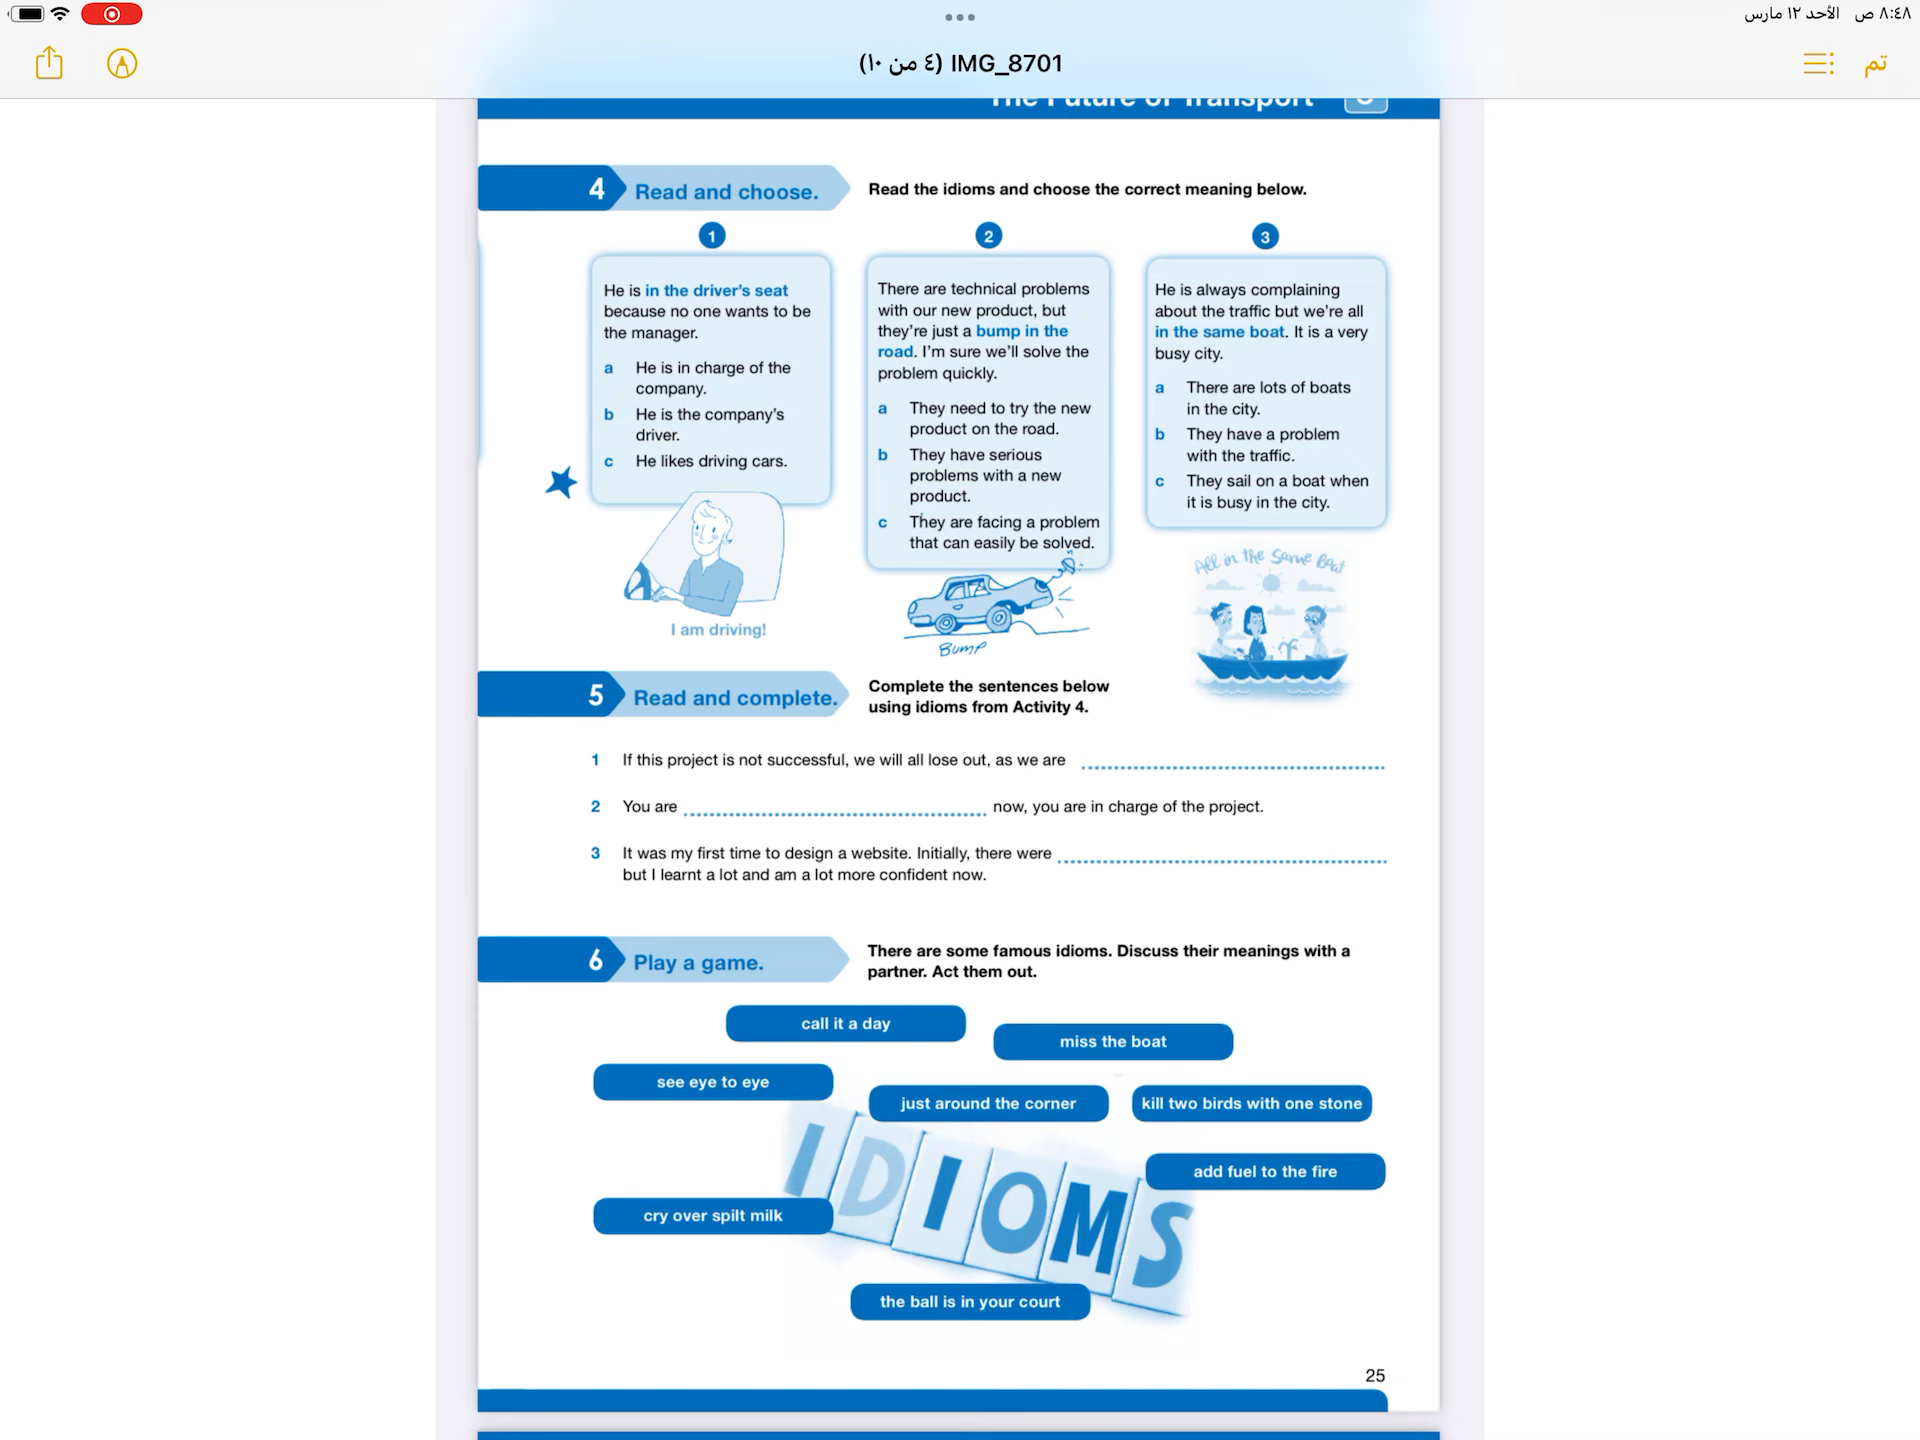 ٨:٤٨ ص الأحد ١٢ مارس
IMG_8701 (٤ من ١٠)
تم
The Future of Transport
4 Read and choose. Read the idioms and choose the correct meaning below.
1
He is in the driver's seat
because no one wants to be
the manager.
a He is in charge of the
company.
b He is the company's
driver.
c He likes driving cars.
I am driving!
2
There are technical problems
with our new product, but
they're just a bump in the
road. I'm sure we'll solve the
problem quickly.
a They need to try the new
product on the road.
b They have serious
problems with a new
product.
c They are facing a problem
that can easily be solved.
Bump
3
He is always complaining
about the traffic but we're all
in the same boat. It is a very
busy city.
a There are lots of boats
in the city.
b They have a problem
with the traffic.
c They sail on a boat when
it is busy in the city.
All in the Same Boat
5 Read and complete. Complete the sentences below
using idioms from Activity 4.
1 If this project is not successful, we will all lose out, as we are
2 You are now, you are in charge of the project.
3 It was my first time to design a website. Initially, there were
but I learnt a lot and am a lot more confident now.
6 Play a game. There are some famous idioms. Discuss their meanings with a
partner. Act them out.
call it a day
miss the boat
see eye to eye
just around the corner
kill two birds with one stone
add fuel to the fire
IDIOMS
cry over spilt milk
the ball is in your court
25